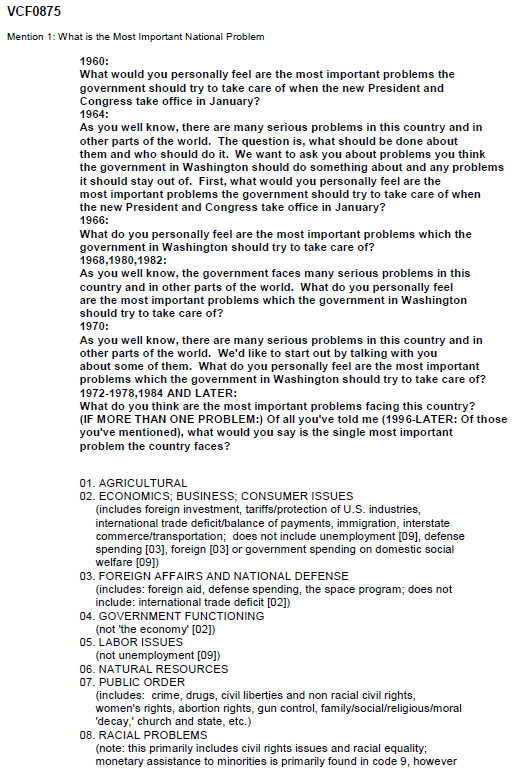 VCF0875
Mention 1: What is the Most Important National Problem
1960:
What would you personally feel are the most important problems the
government should try to take care of when the new President and
Congress take office in January?
1964:
As you well know, there are many serious problems in this country and in
other parts of the world. The question is, what should be done about
them and who should do it. We want to ask you about problems you think
the government in Washington should do something about and any problems
it should stay out of. First, what would you personally feel are the
most important problems the government should try to take care of when
the new President and Congress take office in January?
1966:
What do you personally feel are the most important problems which the
government in Washington should try to take care of?
1968,1980,1982:
As you well know, the government faces many serious problems in this
country and in other parts of the world. What do you personally feel
are the most important problems which the government in Washington
should try to take care of?
1970:
As you well know, there are many serious problems in this country and in
other parts of the world. We'd like to start out by talking with you
about some of them. What do you personally feel are the most important
problems which the government in Washington should try to take care of?
1972-1978,1984 AND LATER:
What do you think are the most important problems facing this country?
(IF MORE THAN ONE PROBLEM:) Of all you've told me (1996-LATER: Of those
you've mentioned), what would you say is the single most important
problem the country faces?
01. AGRICULTURAL
02. ECONOMICS; BUSINESS; CONSUMER ISSUES
(includes foreign investment, tariffs/protection of U.S. industries,
international trade deficit/balance of payments, immigration, interstate
commerce/transportation; does not include unemployment [09], defense
spending [03], foreign [03] or government spending on domestic social
welfare [09])
03. FOREIGN AFFAIRS AND NATIONAL DEFENSE
(includes: foreign aid, defense spending, the space program; does not
include: international trade deficit [02])
04. GOVERNMENT FUNCTIONING
(not 'the economy' [02])
05. LABOR ISSUES
(not unemployment [09])
06. NATURAL RESOURCES
07. PUBLIC ORDER
(includes: crime, drugs, civil liberties and non racial civil rights,
women's rights, abortion rights, gun control, family/social/religious/moral
'decay,' church and state, etc.)
08. RACIAL PROBLEMS
(note: this primarily includes civil rights issues and racial equality;
monetary assistance to minorities is primarily found in code 9, however